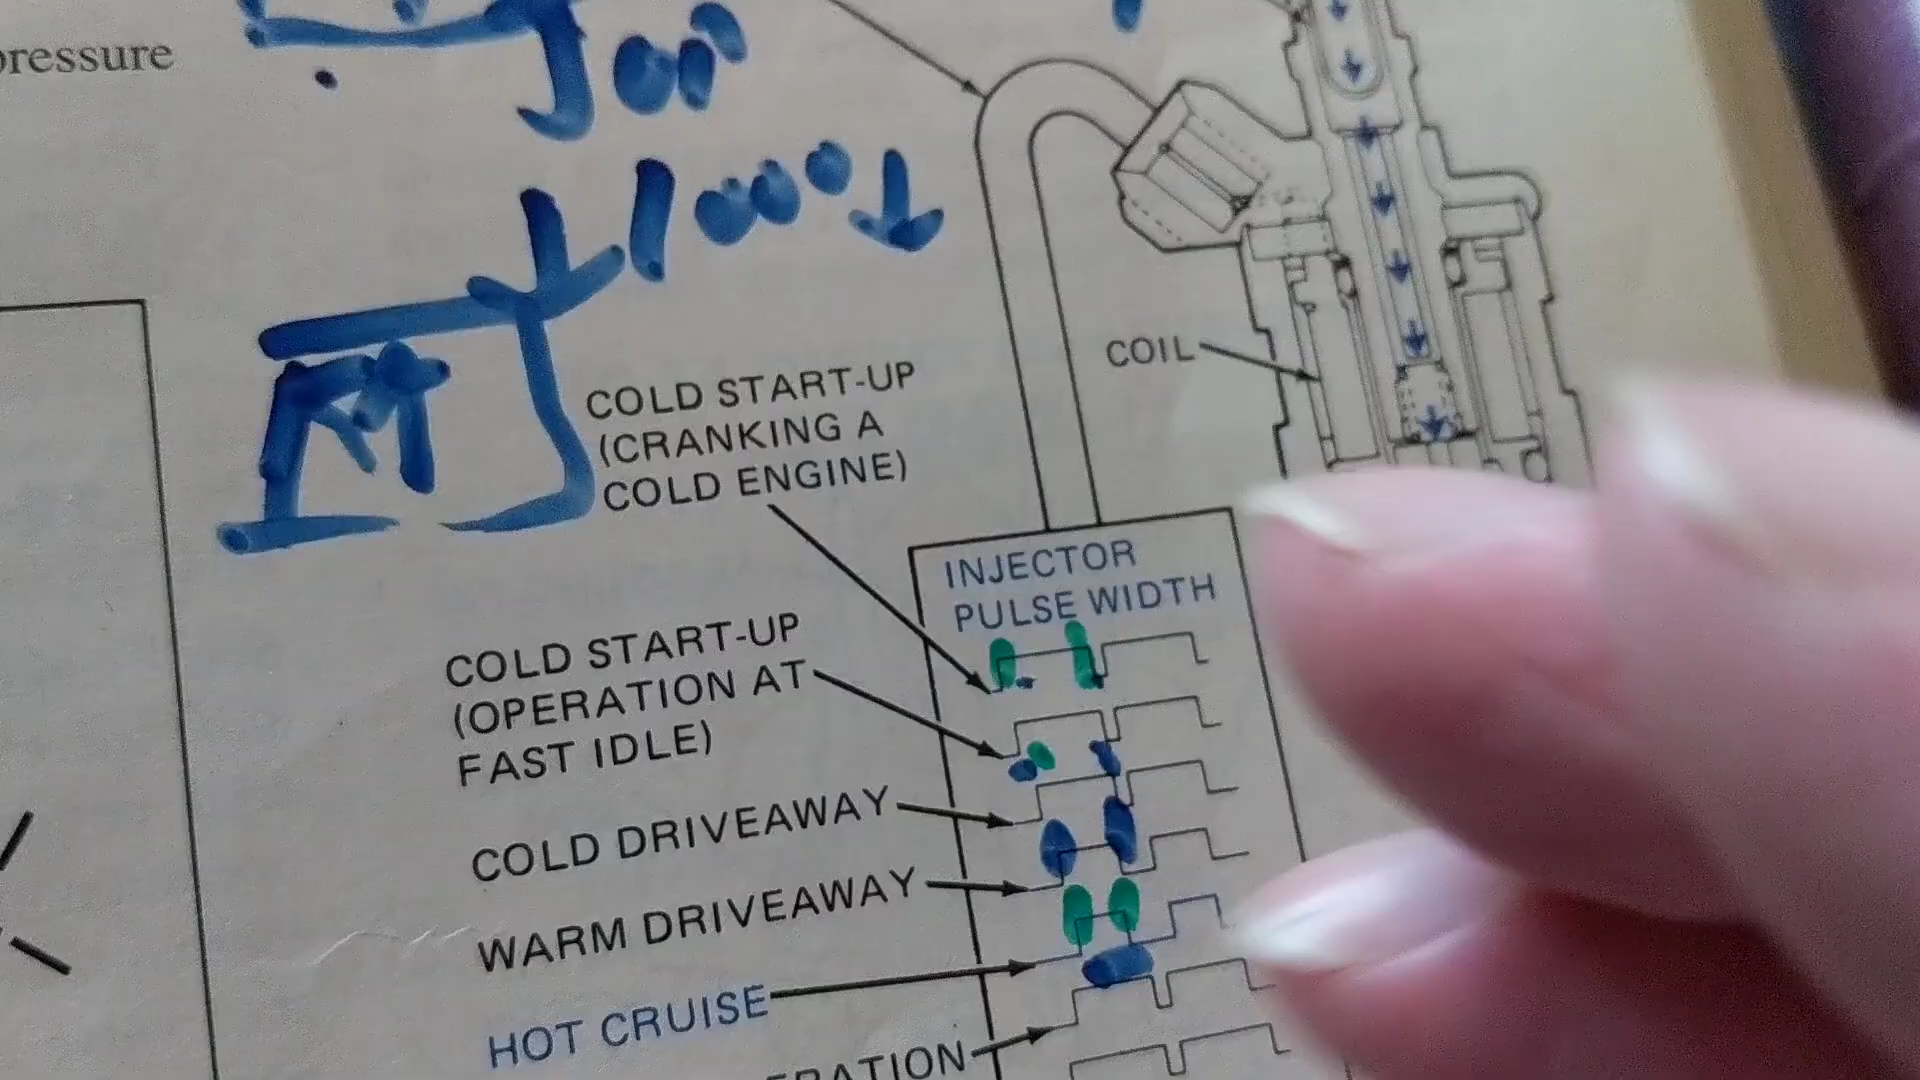 pressure
1000
COIL
COLD START-UP
(CRANKING A
COLD ENGINE)
INJECTOR
PULSE WIDTH
COLD START-UP
(OPERATION AT
FAST IDLE)
COLD DRIVEAWAY
WARM DRIVEAWAY
HOT CRUISE